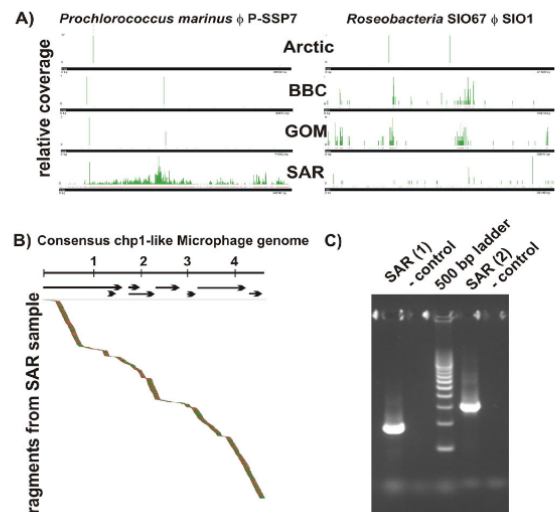 A)
Prochlorococcus marinus ϕ P-SSP7
Roseobacteria SIO67 ϕ SIO1
relative coverage
Arctic
BBC
GOM
SAR
B)
Consensus chp1-like Microphage genome
1 2 3 4
ragments from SAR sample
C)
SAR (1)
- control
500 bp ladder
SAR (2)
- control